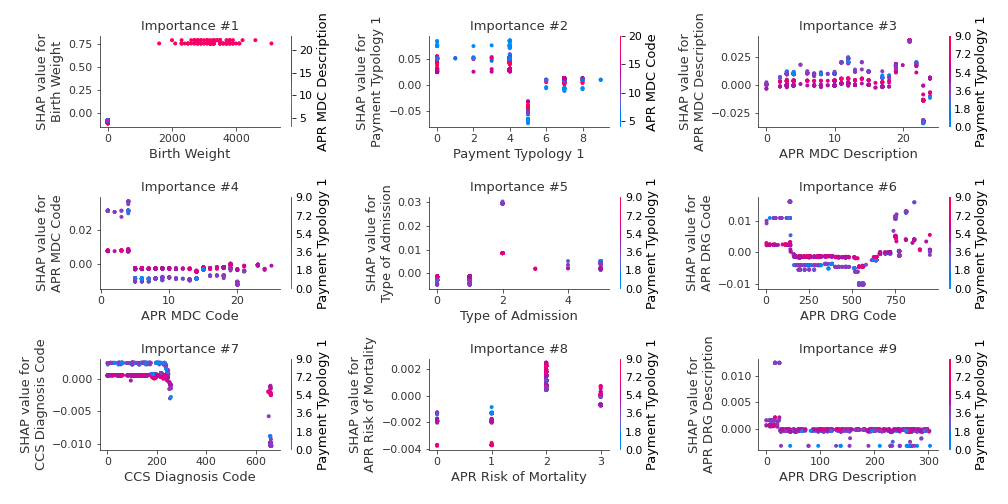 Importance #1
SHAP value for
Birth Weight
0.75
0.50
0.25
0.00
0
2000
4000
Birth Weight
20
15
10
5
APR MDC Description
Importance #2
SHAP value for
Payment Typology 1
0.05
0.00
−0.05
0
2
4
6
8
Payment Typology 1
20
15
10
5
APR MDC Code
Importance #3
SHAP value for
APR MDC Description
0.025
0.000
−0.025
0
10
20
APR MDC Description
9.0
7.2
5.4
3.6
1.8
0.0
Payment Typology 1
Importance #4
SHAP value for
APR MDC Code
0.02
0.00
0
10
20
APR MDC Code
9.0
7.2
5.4
3.6
1.8
0.0
Payment Typology 1
Importance #5
SHAP value for
Type of Admission
0.03
0.02
0.01
0.00
0
2
4
Type of Admission
9.0
7.2
5.4
3.6
1.8
0.0
Payment Typology 1
Importance #6
SHAP value for
APR DRG Code
0.01
0.00
−0.01
0
250
500
750
APR DRG Code
9.0
7.2
5.4
3.6
1.8
0.0
Payment Typology 1
Importance #7
SHAP value for
CCS Diagnosis Code
0.000
−0.005
−0.010
0
200
400
600
CCS Diagnosis Code
9.0
7.2
5.4
3.6
1.8
0.0
Payment Typology 1
Importance #8
SHAP value for
APR Risk of Mortality
0.002
0.000
−0.002
−0.004
0
1
2
3
APR Risk of Mortality
9.0
7.2
5.4
3.6
1.8
0.0
Payment Typology 1
Importance #9
SHAP value for
APR DRG Description
0.010
0.005
0.000
0
100
200
300
APR DRG Description
9.0
7.2
5.4
3.6
1.8
0.0
Payment Typology 1